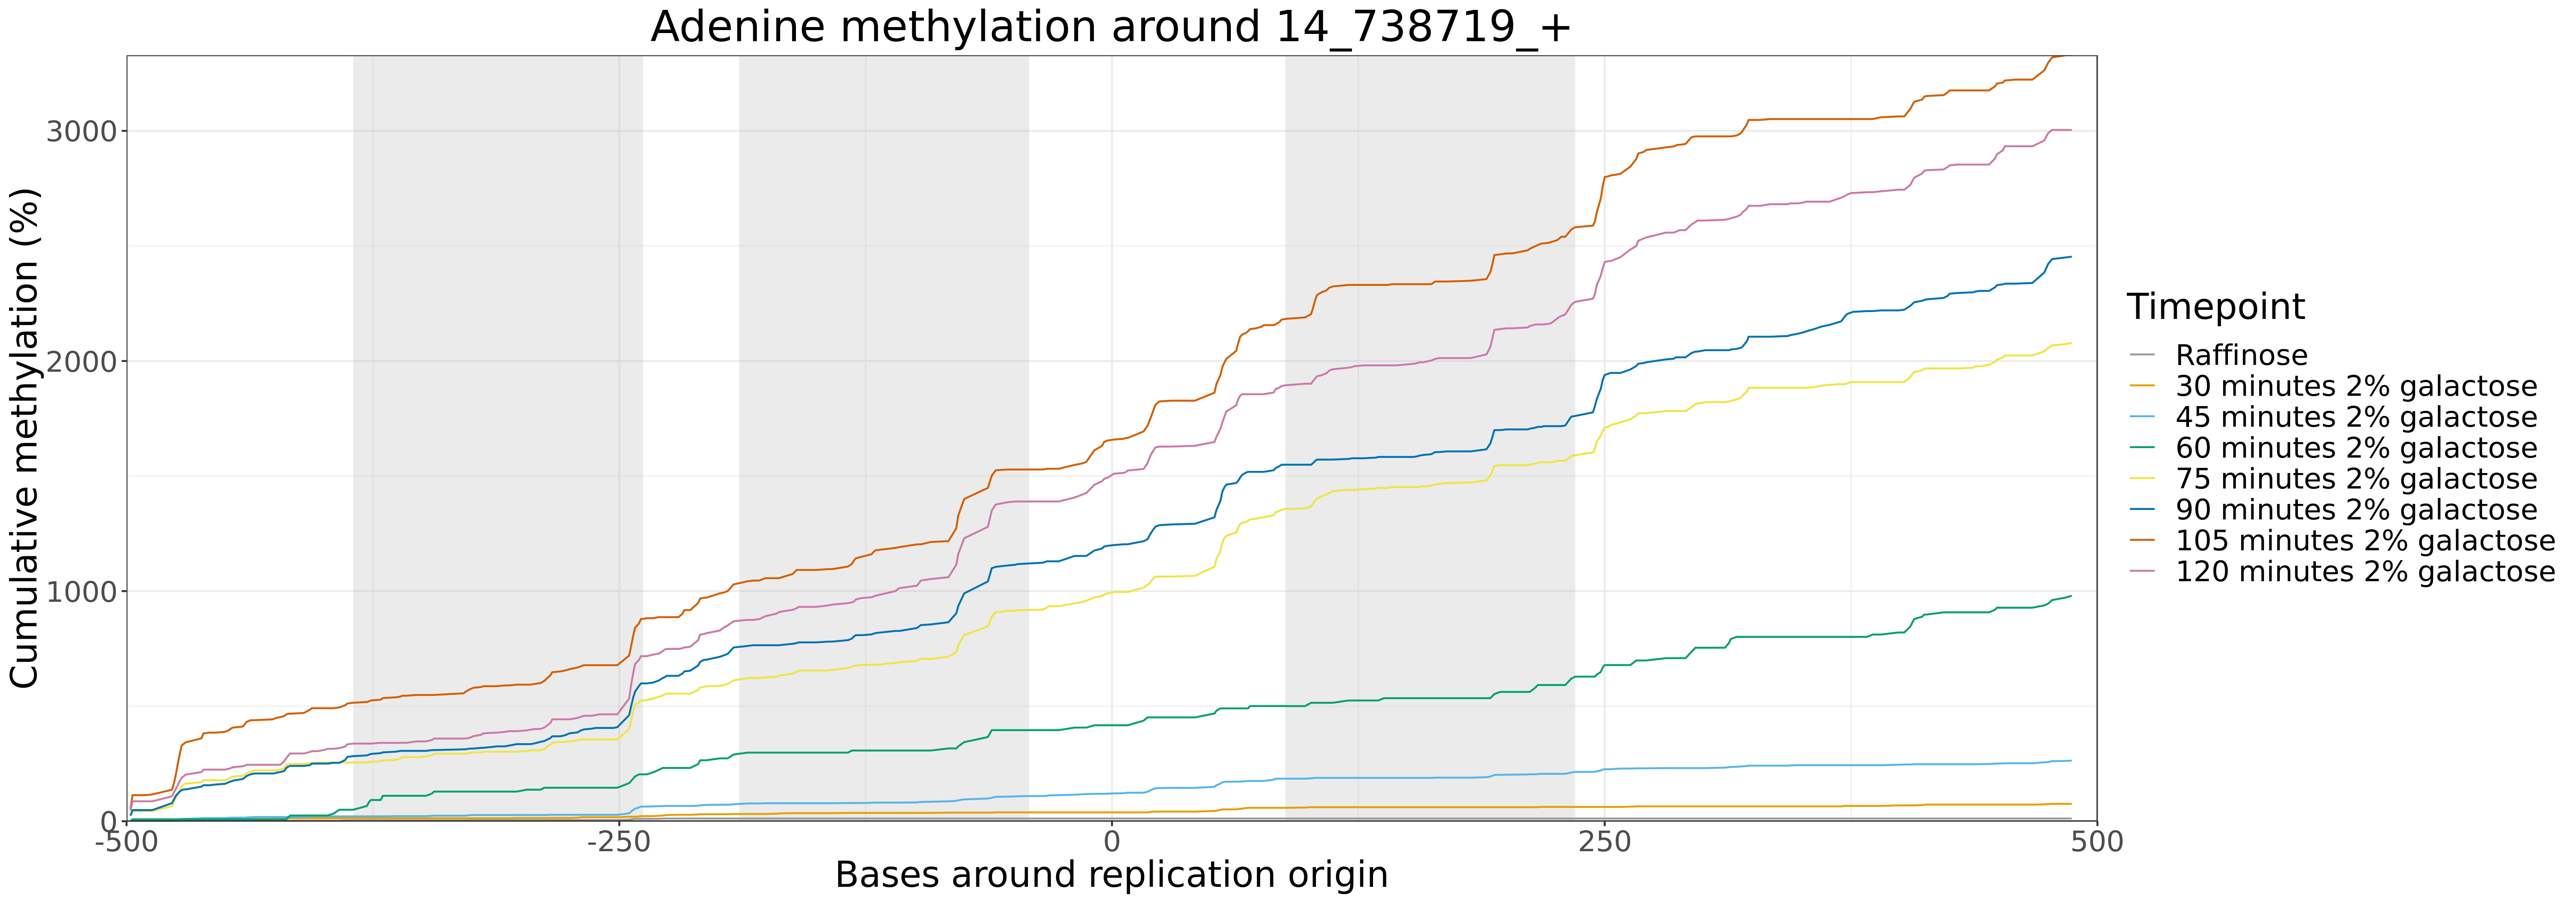 Adenine methylation around 14_738719_+
Cumulative methylation (%)
3000
2000
1000
0
-500
-250
0
250
500
Bases around replication origin
Timepoint
Raffinose
30 minutes 2% galactose
45 minutes 2% galactose
60 minutes 2% galactose
75 minutes 2% galactose
90 minutes 2% galactose
105 minutes 2% galactose
120 minutes 2% galactose